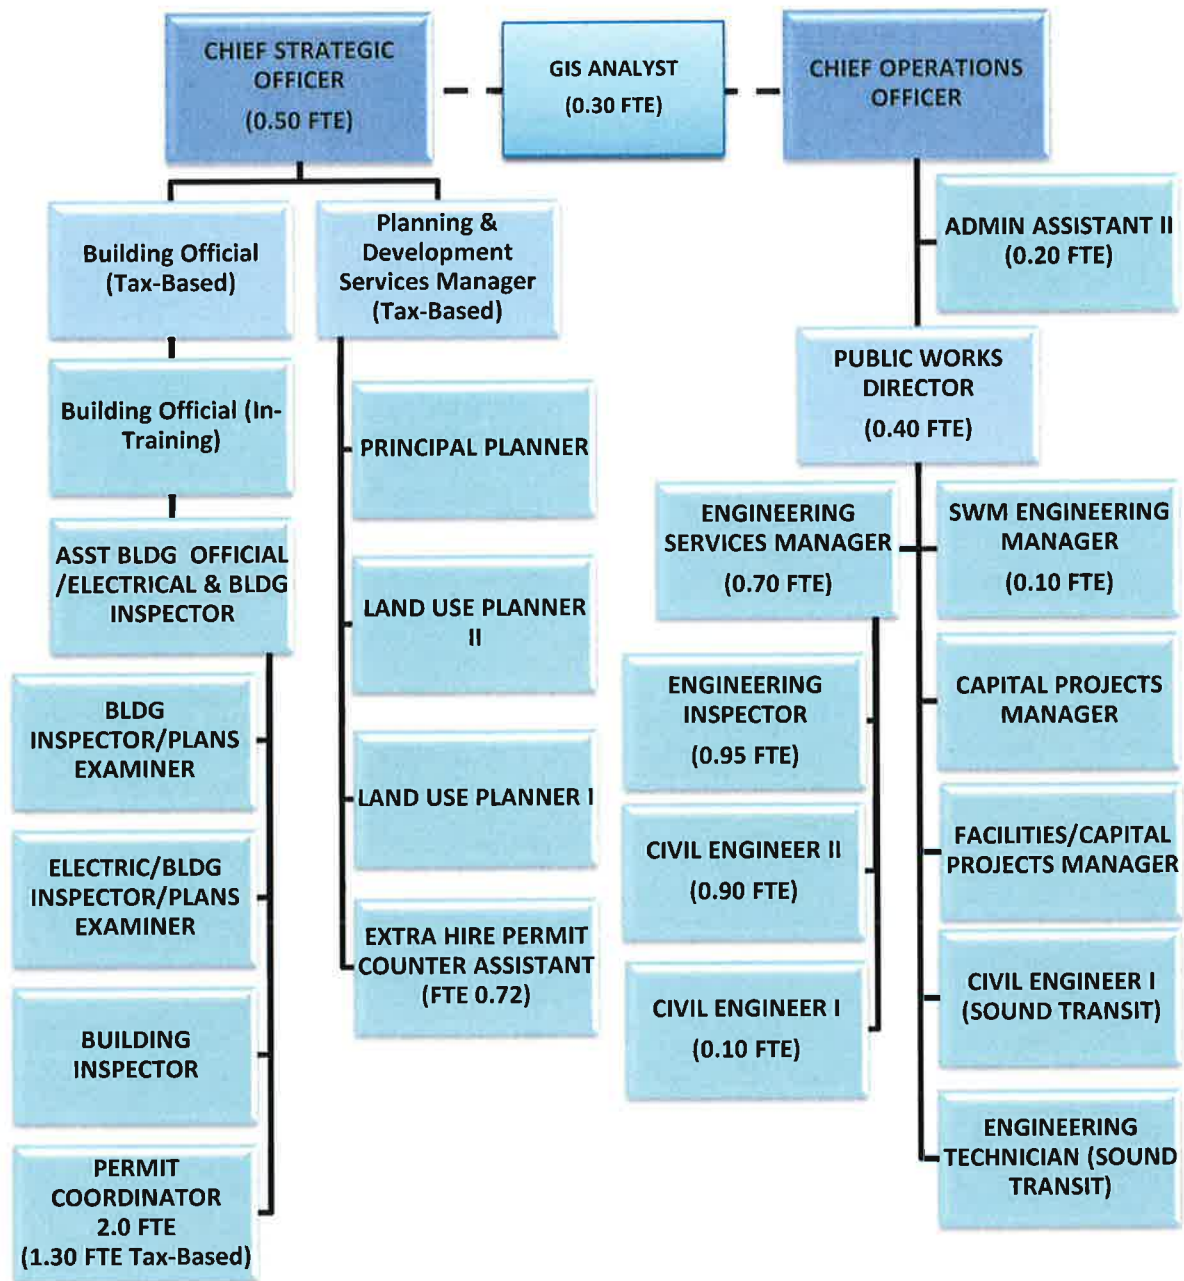 CHIEF STRATEGIC
OFFICER
(0.50 FTE)
GIS ANALYST
(0.30 FTE)
CHIEF OPERATIONS
OFFICER
Building Official
(Tax-Based)
Planning &
Development
Services Manager
(Tax-Based)
ADMIN ASSISTANT II
(0.20 FTE)
Building Official (In-
Training)
PUBLIC WORKS
DIRECTOR
(0.40 FTE)
ASST BLDG OFFICIAL
/ELECTRICAL & BLDG
INSPECTOR
BLDG
INSPECTOR/PLANS
EXAMINER
ELECTRIC/BLDG
INSPECTOR/PLANS
EXAMINER
BUILDING
INSPECTOR
PERMIT
COORDINATOR
2.0 FTE
(1.30 FTE Tax-Based)
PRINCIPAL PLANNER
LAND USE PLANNER
II
LAND USE PLANNER I
EXTRA HIRE PERMIT
COUNTER ASSISTANT
(FTE 0.72)
ENGINEERING
SERVICES MANAGER
(0.70 FTE)
ENGINEERING
INSPECTOR
(0.95 FTE)
CIVIL ENGINEER II
(0.90 FTE)
CIVIL ENGINEER I
(0.10 FTE)
SWM ENGINEERING
MANAGER
(0.10 FTE)
CAPITAL PROJECTS
MANAGER
FACILITIES/CAPITAL
PROJECTS MANAGER
CIVIL ENGINEER I
(SOUND TRANSIT)
ENGINEERING
TECHNICIAN (SOUND
TRANSIT)